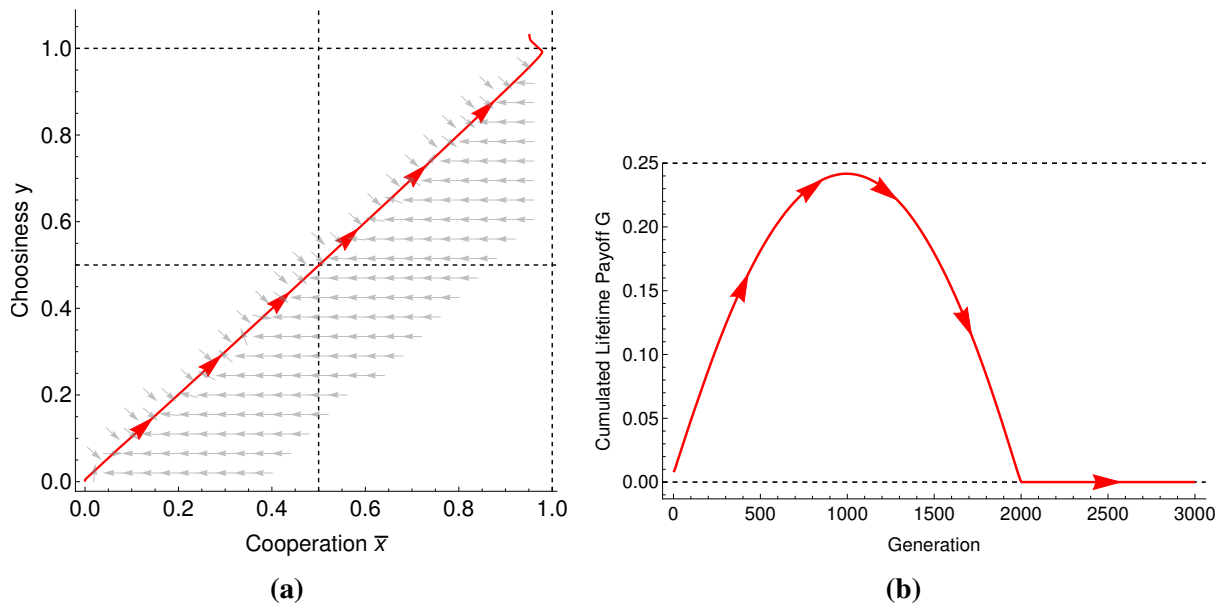 Choosiness y
1.0
0.8
0.6
0.4
0.2
0.0
0.0 0.2 0.4 0.6 0.8 1.0
Cooperation x̅
(a)
Cumulated Lifetime Payoff G
0.25
0.20
0.15
0.10
0.05
0.00
0 500 1000 1500 2000 2500 3000
Generation
(b)